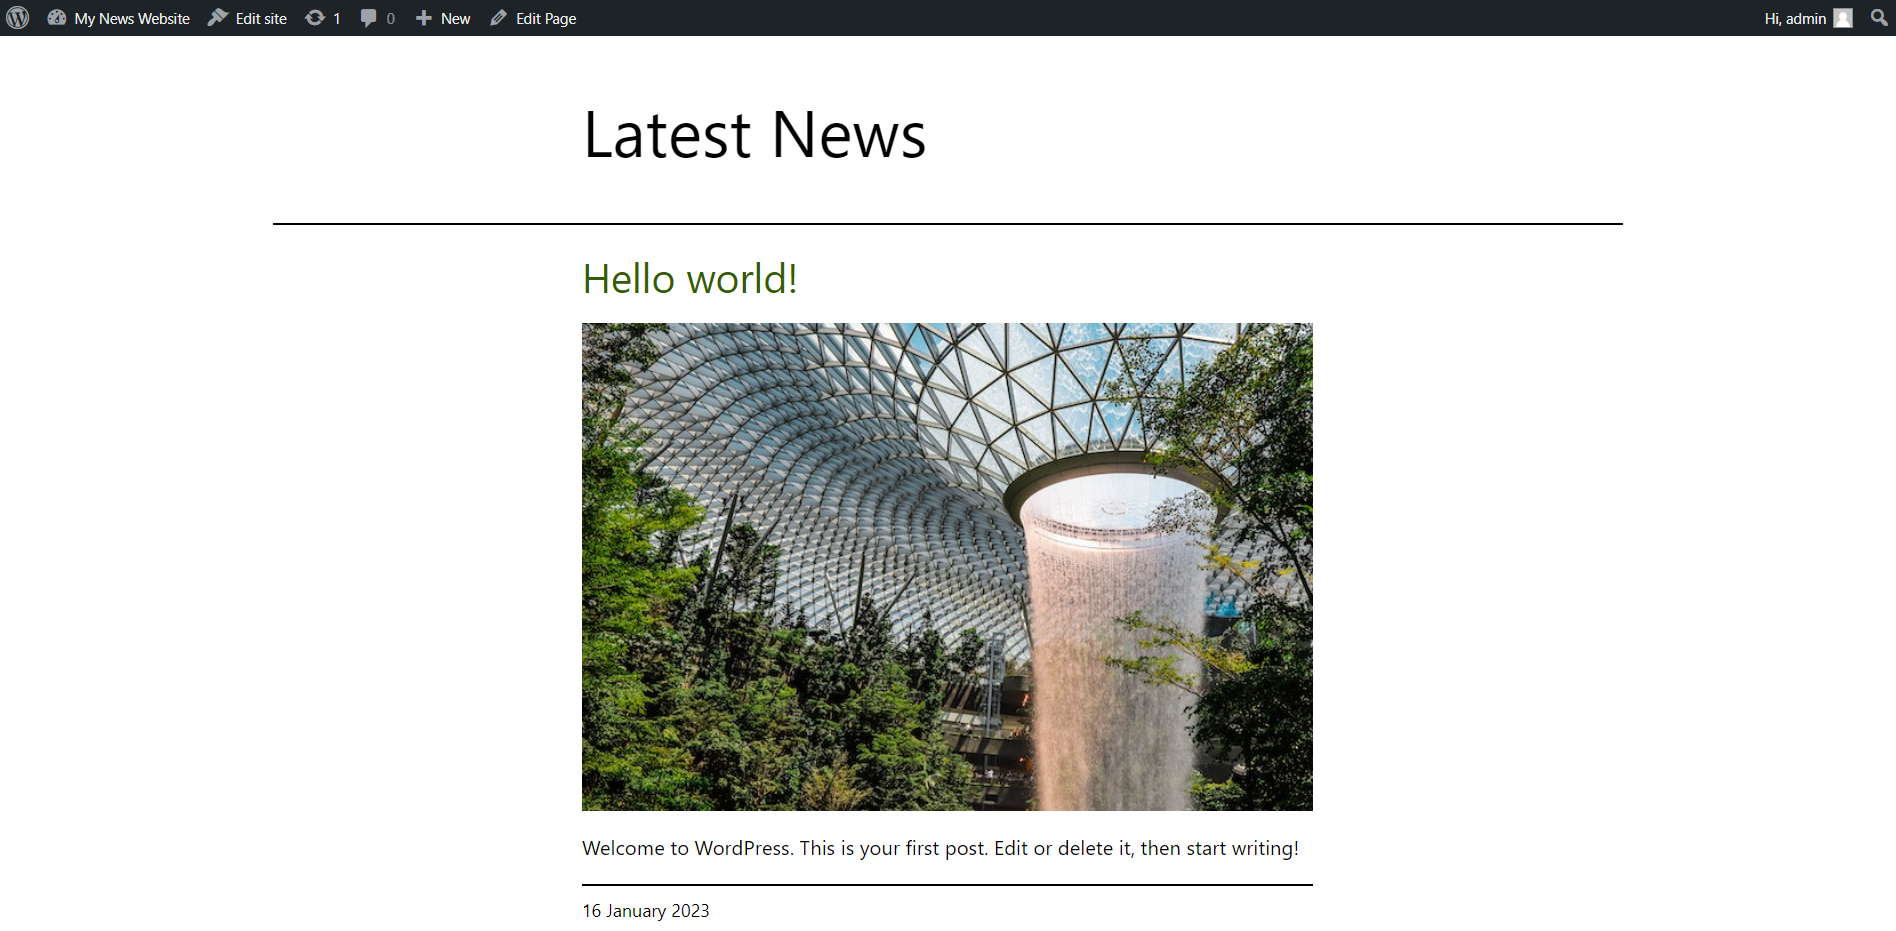 My News Website Edit site 1 0 New Edit Page Hi, admin
Latest News
Hello world!
Welcome to WordPress. This is your first post. Edit or delete it, then start writing!
16 January 2023